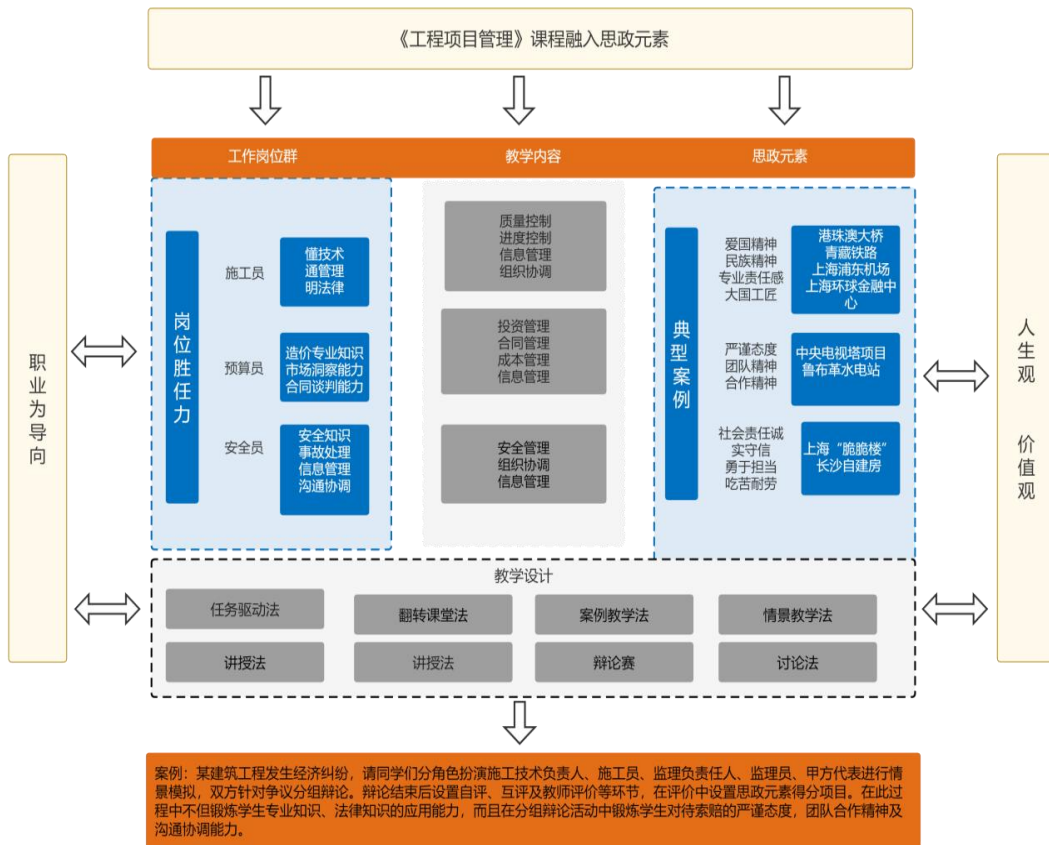 《工程项目管理》课程融入思政元素
工作岗位群
教学内容
思政元素
职业为导向
岗位胜任力
施工员
懂技术
通管理
明法律
预算员
造价专业知识
市场洞察能力
合同谈判能力
安全员
安全知识
事故处理
信息管理
沟通协调
质量控制
进度控制
信息管理
组织协调
投资管理
合同管理
成本管理
信息管理
安全管理
组织协调
信息管理
典型案例
爱国精神
民族精神
专业责任感
大国工匠
港珠澳大桥
青藏铁路
上海浦东机场
上海环球金融中
心
严谨态度
团队精神
合作精神
中央电视塔项目
鲁布革水电站
社会责任诚
实守信
勇于担当
吃苦耐劳
上海“脆脆楼”
长沙自建房
人生观 价值观
教学设计
任务驱动法
翻转课堂法
案例教学法
情景教学法
讲授法
讲授法
辩论赛
讨论法
案例：某建筑工程发生经济纠纷，请同学们分角色扮演施工技术负责人、施工员、监理负责任人、监理员、甲方代表进行情
景模拟，双方针对争议分组辩论。辩论结束后设置自评、互评及教师评价等环节，在评价中设置思政元素得分项目。在此过
程中不但锻炼学生专业知识、法律知识的应用能力，而且在分组辩论活动中锻炼学生对待索赔的严谨态度，团队合作精神及
沟通协调能力。